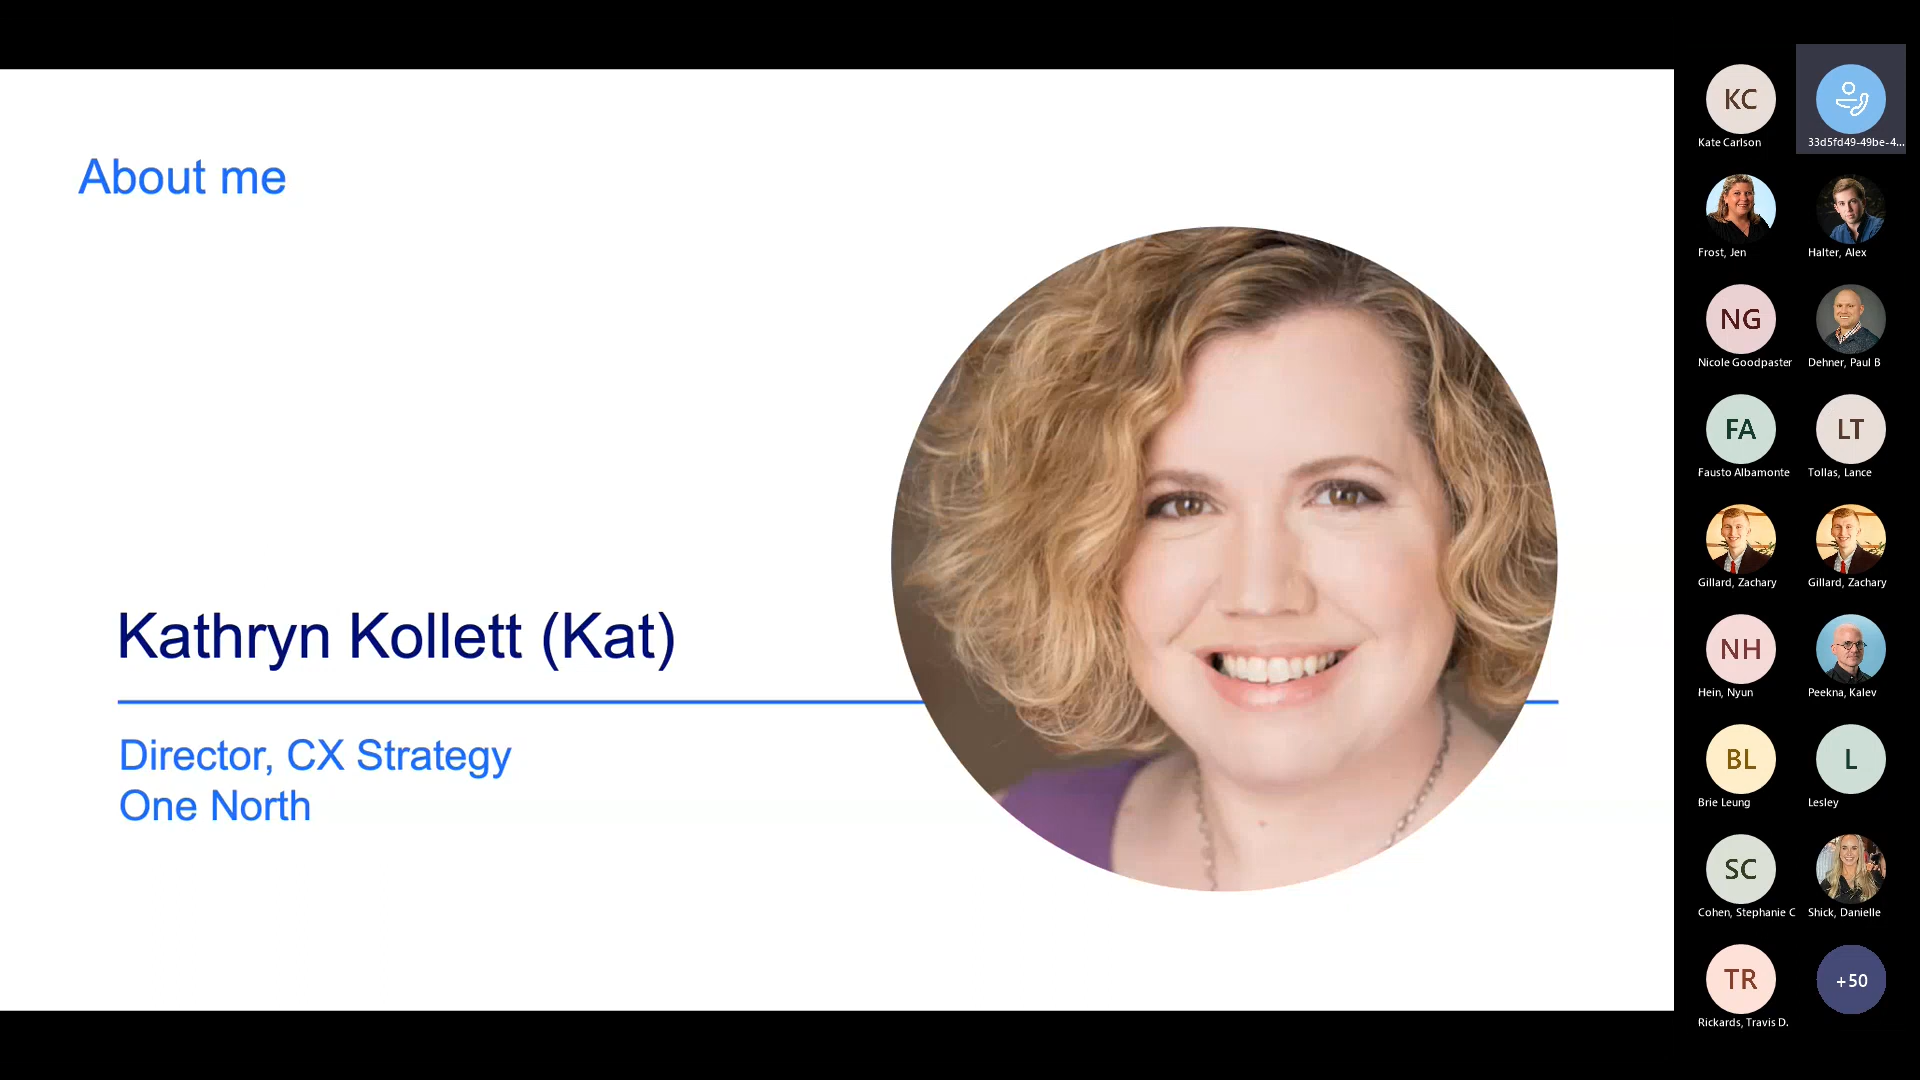 About me
Kathryn Kollett (Kat)
Director, CX Strategy
One North
KC
Kate Carlson
33d5fd49-49be-4...
Frost, Jen
Halter, Alex
NG
Nicole Goodpaster
Dehner, Paul B
FA
Fausto Albamonte
LT
Tollas, Lance
Gillard, Zachary
Gillard, Zachary
NH
Hein, Nyun
Peekna, Kalev
BL
Brie Leung
L
Lesley
SC
Cohen, Stephanie C
Shick, Danielle
TR
Rickards, Travis D.
+50